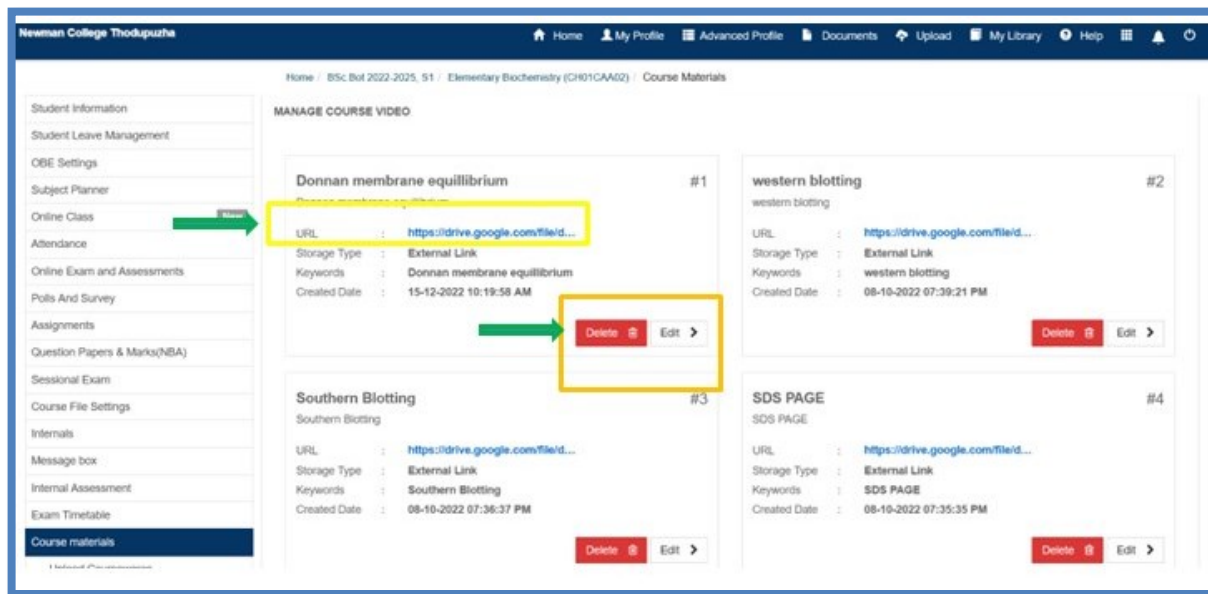 Newman College Thodupuzha
Home My Profile Advanced Profile Documents Upload My Library Help
Home / BSc Bot 2022-2025, S1 / Elementary Biochemistry (CH01CAA02) / Course Materials
Student Information
Student Leave Management
OBE Settings
Subject Planner
Online Class New
Attendance
Online Exam and Assessments
Polls And Survey
Assignments
Question Papers & Marks(NBA)
Sessional Exam
Course File Settings
Internals
Message box
Internal Assessment
Exam Timetable
Course materials
Upload Courseware
MANAGE COURSE VIDEO
Donnan membrane equillibrium #1
Donnan membrane equillibrium
URL : https://drive.google.com/file/d...
Storage Type : External Link
Keywords : Donnan membrane equillibrium
Created Date : 15-12-2022 10:19:58 AM
Delete Edit
western blotting #2
western blotting
URL : https://drive.google.com/file/d...
Storage Type : External Link
Keywords : western blotting
Created Date : 08-10-2022 07:39:21 PM
Delete Edit
Southern Blotting #3
Southern Blotting
URL : https://drive.google.com/file/d...
Storage Type : External Link
Keywords : Southern Blotting
Created Date : 08-10-2022 07:36:37 PM
Delete Edit
SDS PAGE #4
SDS PAGE
URL : https://drive.google.com/file/d...
Storage Type : External Link
Keywords : SDS PAGE
Created Date : 08-10-2022 07:35:35 PM
Delete Edit